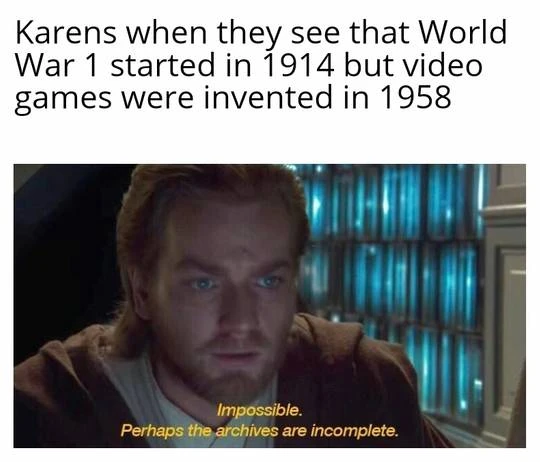 Karens when they see that World
War 1 started in 1914 but video
games were invented in 1958
Impossible.
Perhaps the archives are incomplete.